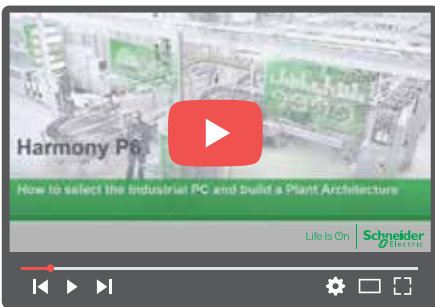 Harmony P6
How to select the Industrial PC and build a Plant Architecture
Life Is On Schneider
Electric